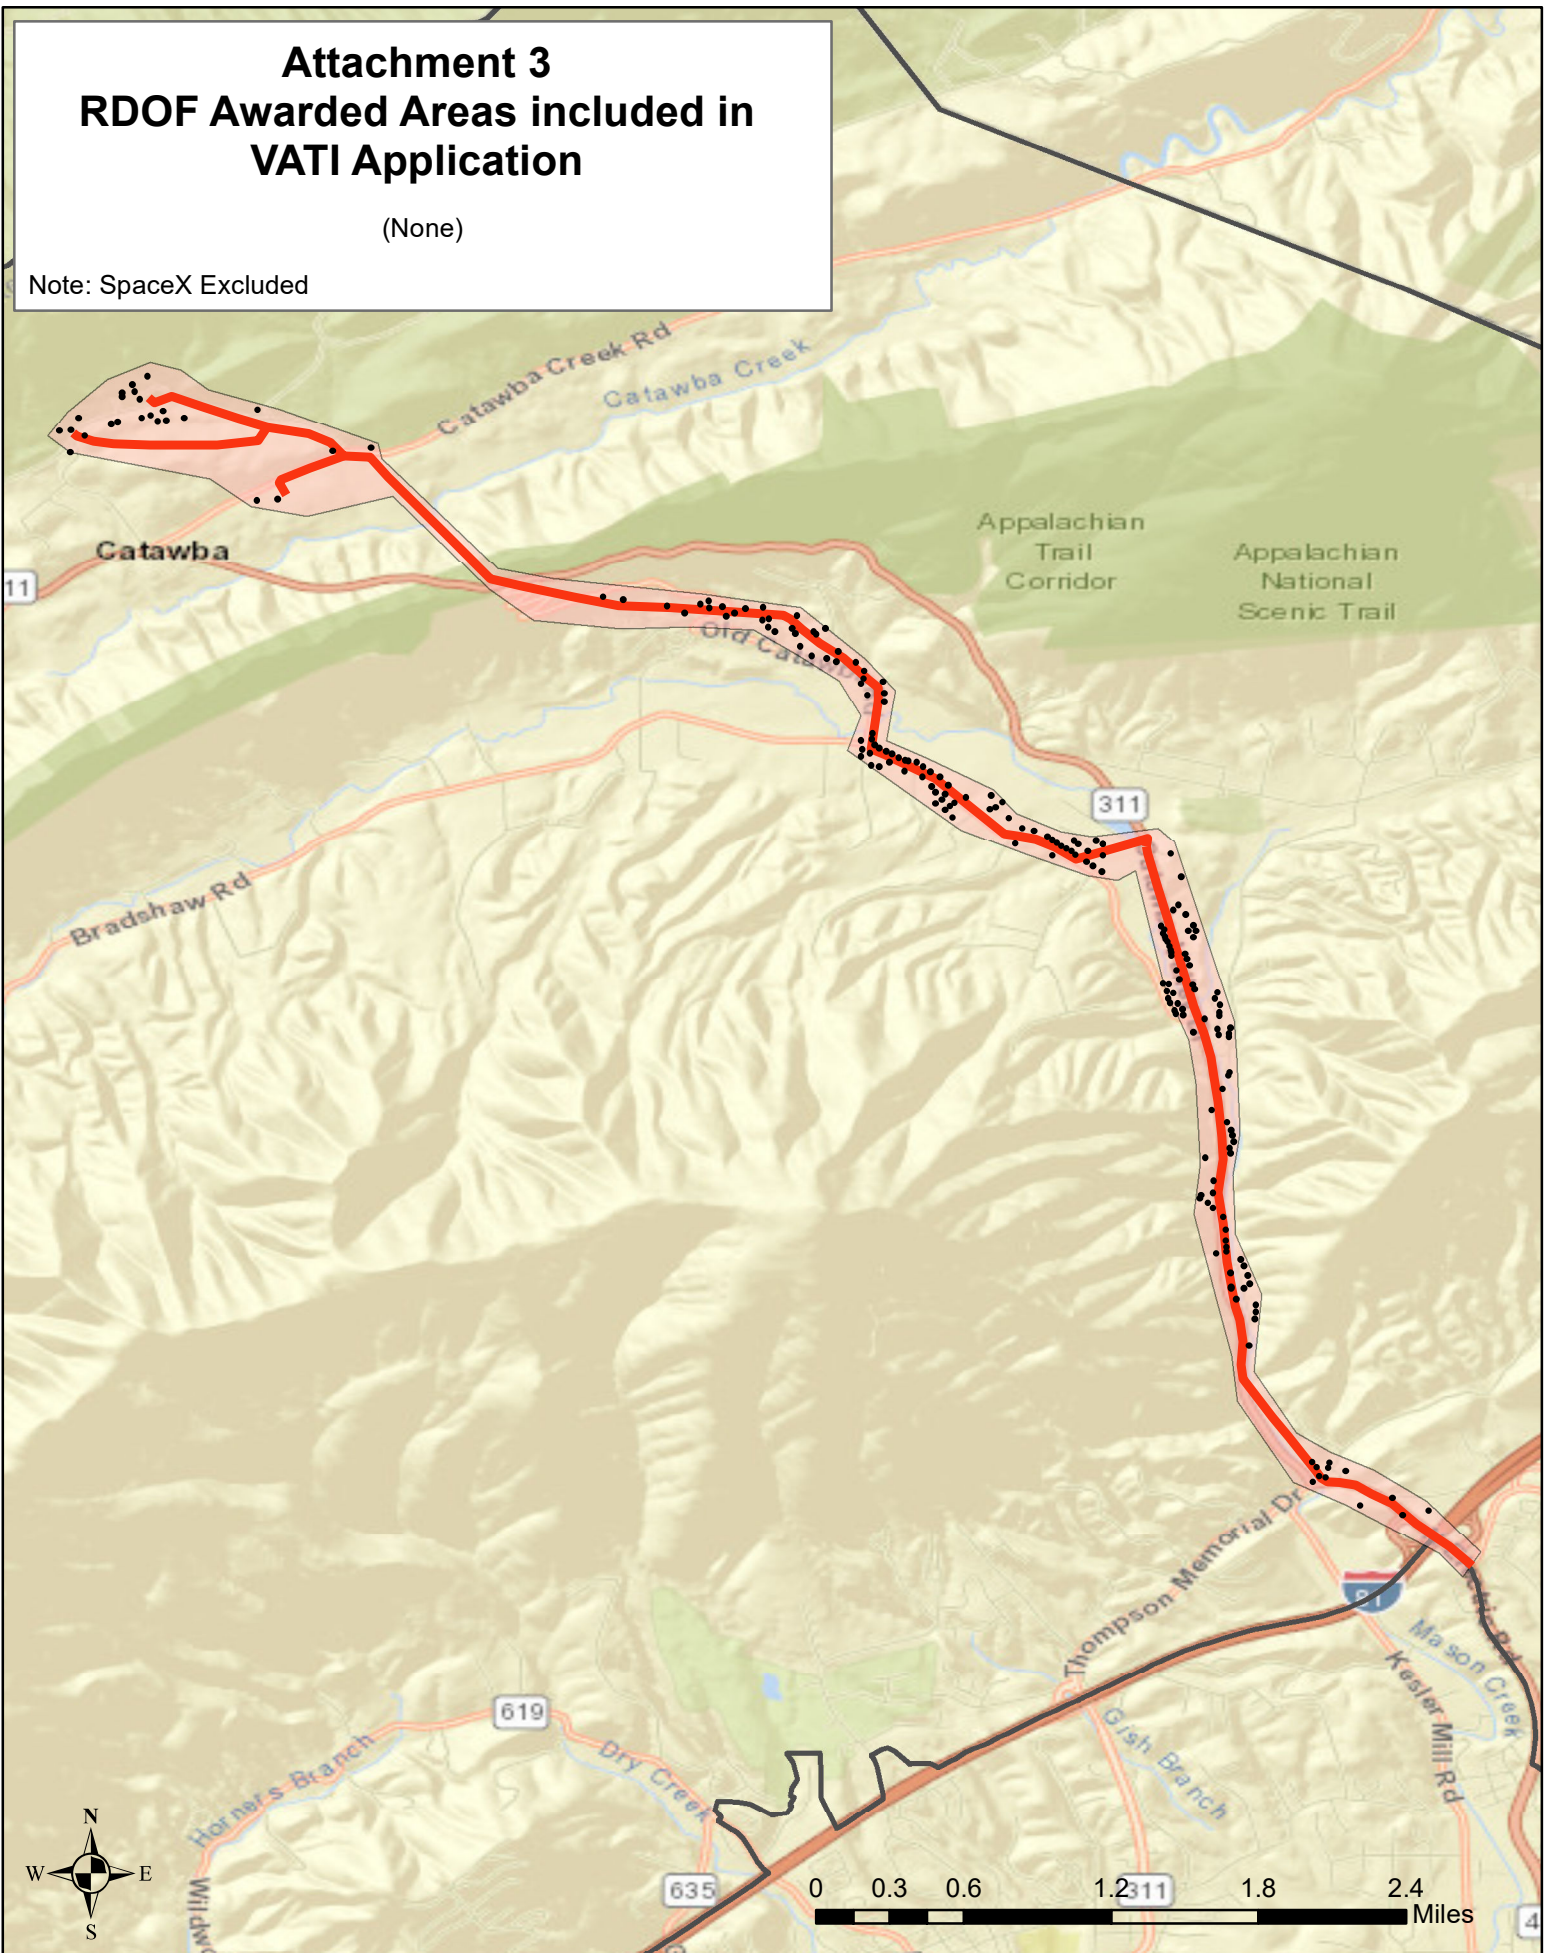 Attachment 3
RDOF Awarded Areas included in
VATI Application
(None)
Note: SpaceX Excluded
Catawba Creek Rd
Catawba Creek
Catawba
11
Appalachian
Trail
Corridor
Appalachian
National
Scenic Trail
Old Catawba
311
Bradshaw Rd
Thompson Memorial Dr
81
Mason Creek
Kesler Mill Rd
619
Horner's Branch
Dry Creek
Gish Branch
N
W
E
S
635
0
0.3
0.6
1.2
311
1.8
2.4
Miles
4